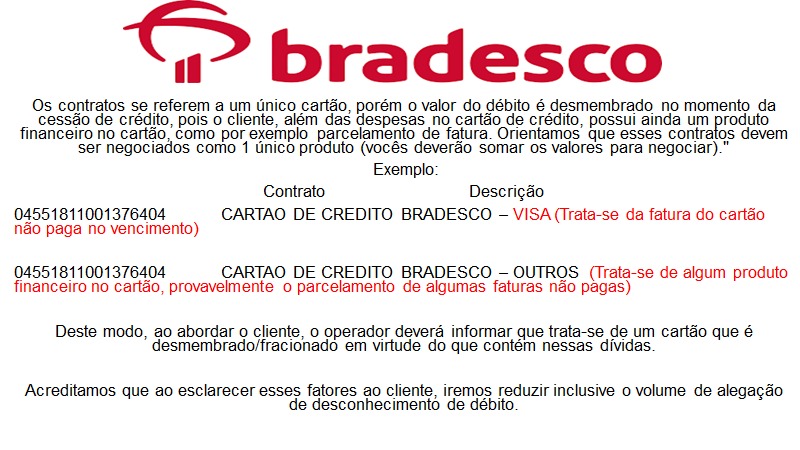 bradesco
Os contratos se referem a um único cartão, porém o valor do débito é desmembrado no momento da
cessão de crédito, pois o cliente, além das despesas no cartão de crédito, possui ainda um produto
financeiro no cartão, como por exemplo parcelamento de fatura. Orientamos que esses contratos devem
ser negociados como 1 único produto (vocês deverão somar os valores para negociar)."
Exemplo:
Contrato Descrição
04551811001376404 CARTAO DE CREDITO BRADESCO – VISA (Trata-se da fatura do cartão
não paga no vencimento)
04551811001376404 CARTAO DE CREDITO BRADESCO – OUTROS (Trata-se de algum produto
financeiro no cartão, provavelmente o parcelamento de algumas faturas não pagas)
Deste modo, ao abordar o cliente, o operador deverá informar que trata-se de um cartão que é
desmembrado/fracionado em virtude do que contém nessas dívidas.
Acreditamos que ao esclarecer esses fatores ao cliente, iremos reduzir inclusive o volume de alegação
de desconhecimento de débito.